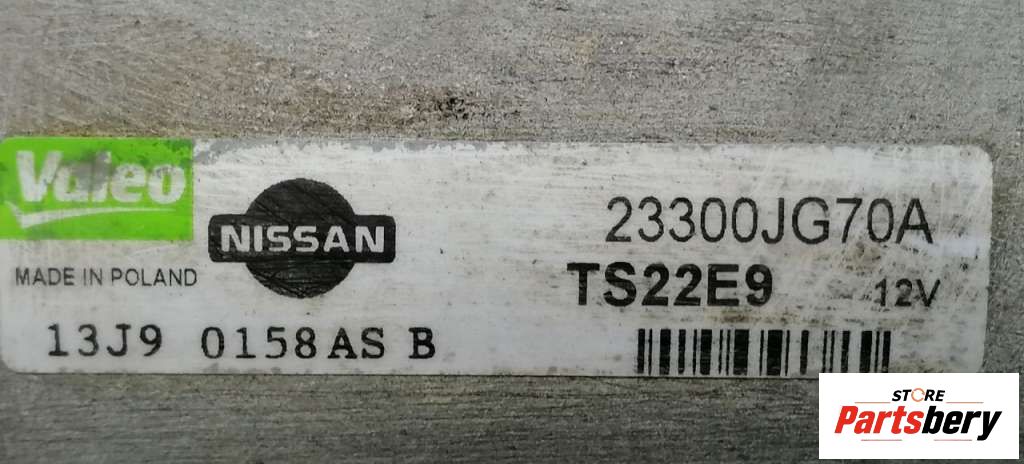 Valeo
NISSAN
23300JG70A
MADE IN POLAND
TS22E9 12V
13J9 0158AS B
STORE
Partsbery